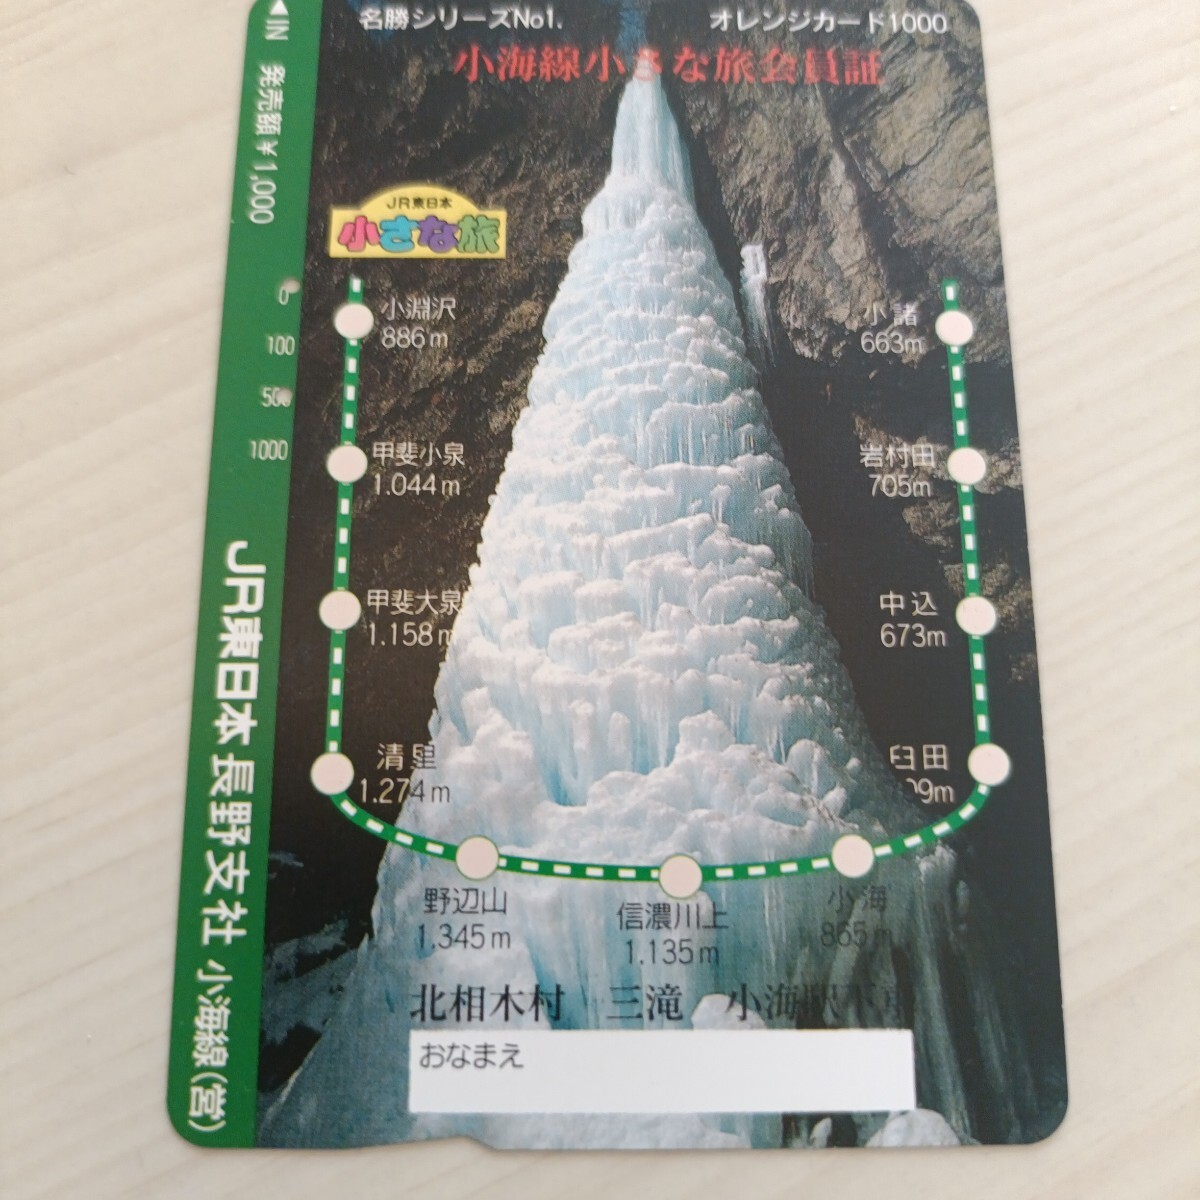 名勝シリーズNo1.
オレンジカード1000
小海線小さな旅会員証
JR東日本
小さな旅
小淵沢
886m
甲斐小泉
1.044m
甲斐大泉
1.158m
清里
1.274m
野辺山
1.345m
信濃川上
1.135m
小海
865m
臼田
09m
中込
673m
岩村田
705m
小諸
663m
北相木村 三滝 小海駅下車
おなまえ
◀IN 発売額¥1,000
0
100
500
1000
JR東日本 長野支社 小海線(営)